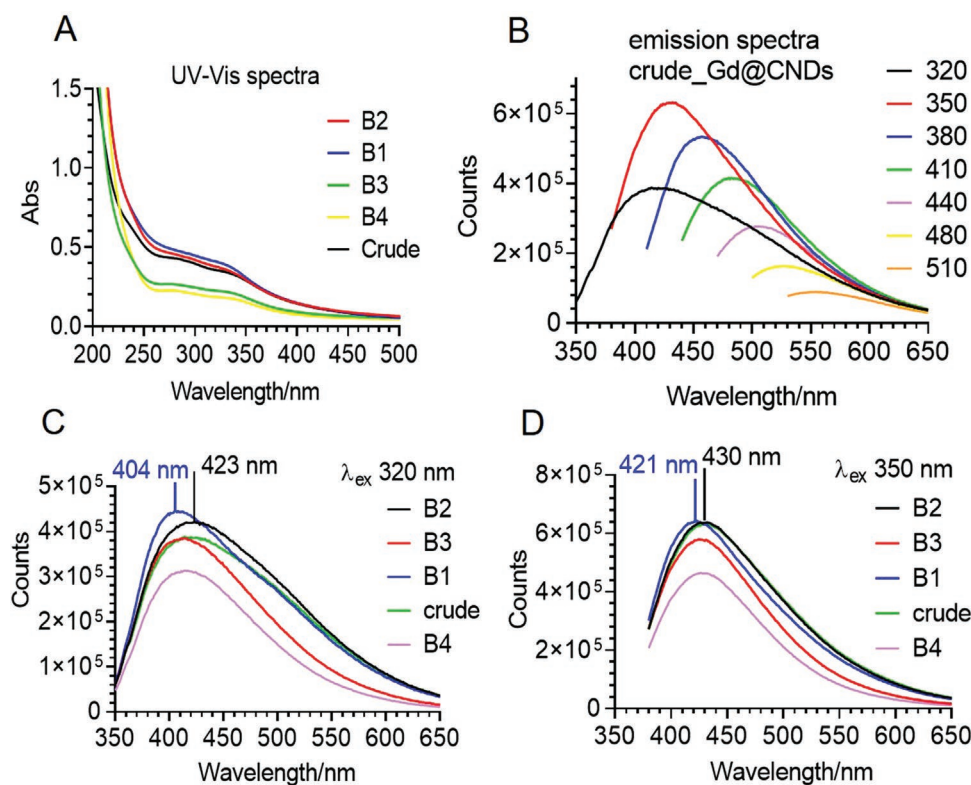 A
UV-Vis spectra
1.5
1.0
0.5
0.0
Abs
B2
B1
B3
B4
Crude
200 250 300 350 400 450 500
Wavelength/nm
B
emission spectra
crude_Gd@CNDs
6×10⁵
4×10⁵
2×10⁵
0
Counts
320
350
380
410
440
480
510
350 400 450 500 550 600 650
Wavelength/nm
C
404 nm
423 nm
λex 320 nm
5×10⁵
4×10⁵
3×10⁵
2×10⁵
1×10⁵
0
Counts
B2
B3
B1
crude
B4
350 400 450 500 550 600 650
Wavelength/nm
D
421 nm
430 nm
λex 350 nm
8×10⁵
6×10⁵
4×10⁵
2×10⁵
0
Counts
B2
B3
B1
crude
B4
350 400 450 500 550 600 650
Wavelength/nm